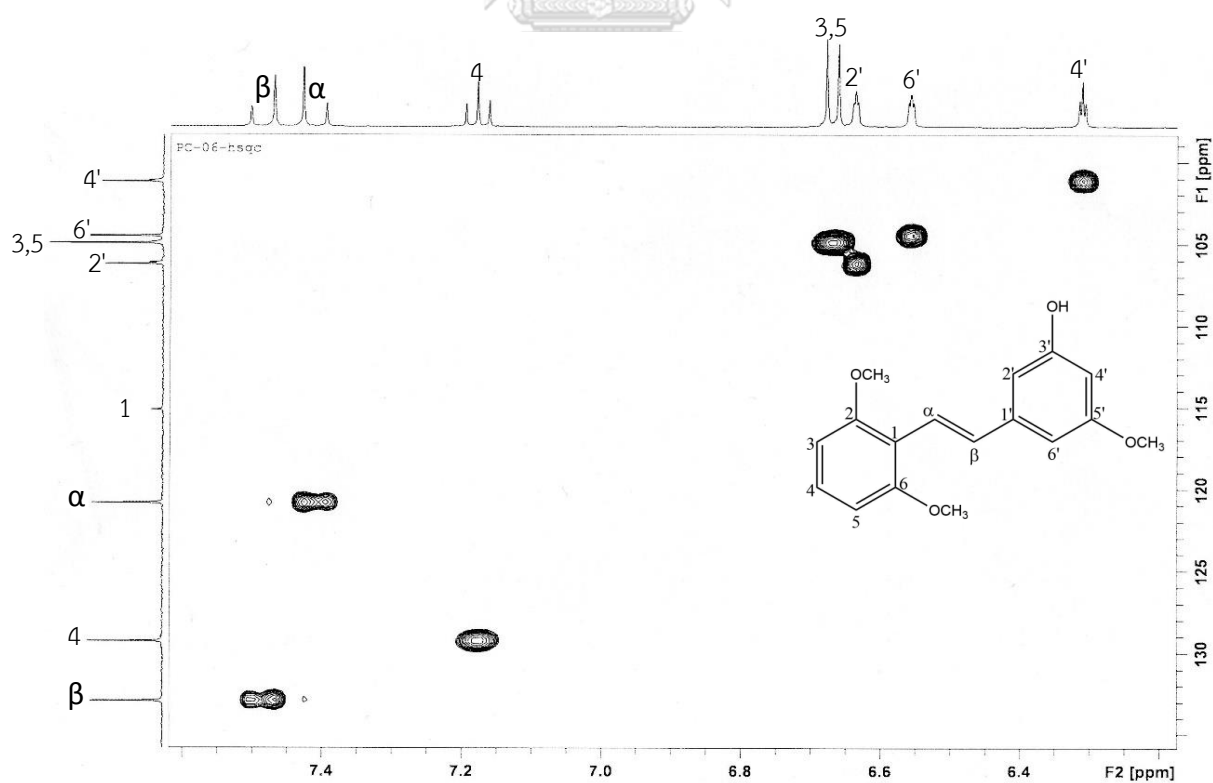 3,5
β
α
4
2'
6'
4'
PC-06-hsqc
4'
6'
3,5
2'
1
α
4
β
F1 [ppm]
105
110
115
120
125
130
OH
3'
2'
4'
OCH3
2
α
1'
5'
1
3
β
6'
OCH3
4
6
5
OCH3
7.4
7.2
7.0
6.8
6.6
6.4
F2 [ppm]